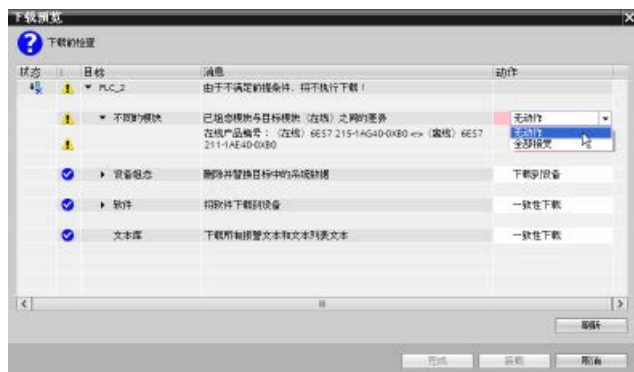 下载预览
下载前检查
状态 ! 目标 消息 动作
PLC_2 由于不满足前提条件，将不执行下载！
不同的模块 已组态模块与目标模块（在线）之间的差异 无动作
在线产品编号：（在线）6ES7 215-1AG40-0XB0 <> （离线）6ES7 211-1AE40-0XB0
无动作
全部接受
设备组态 删除并替换目标中的系统数据 下载到设备
软件 将软件下载到设备 一致性下载
文本库 下载所有报警文本和文本列表文本 一致性下载
刷新
完成 装载 取消